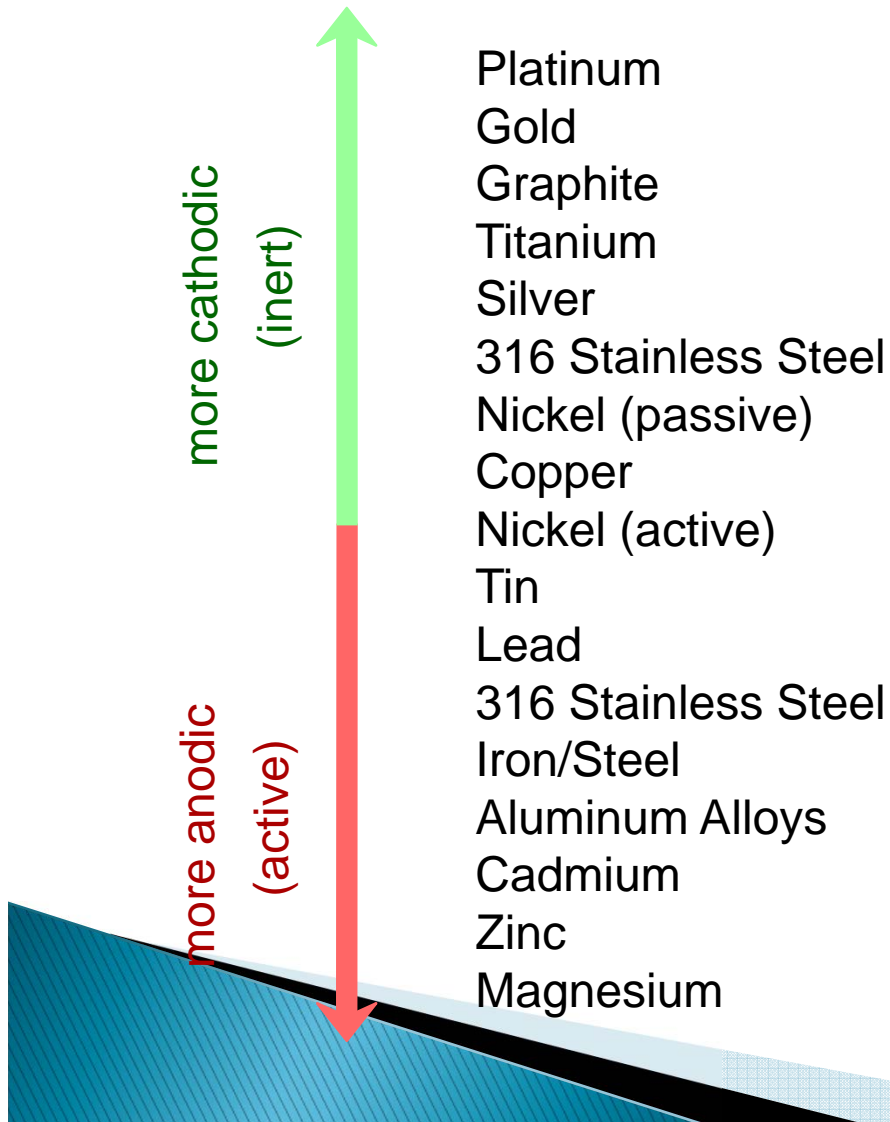 more cathodic
(inert)
more anodic
(active)
Platinum
Gold
Graphite
Titanium
Silver
316 Stainless Steel
Nickel (passive)
Copper
Nickel (active)
Tin
Lead
316 Stainless Steel
Iron/Steel
Aluminum Alloys
Cadmium
Zinc
Magnesium